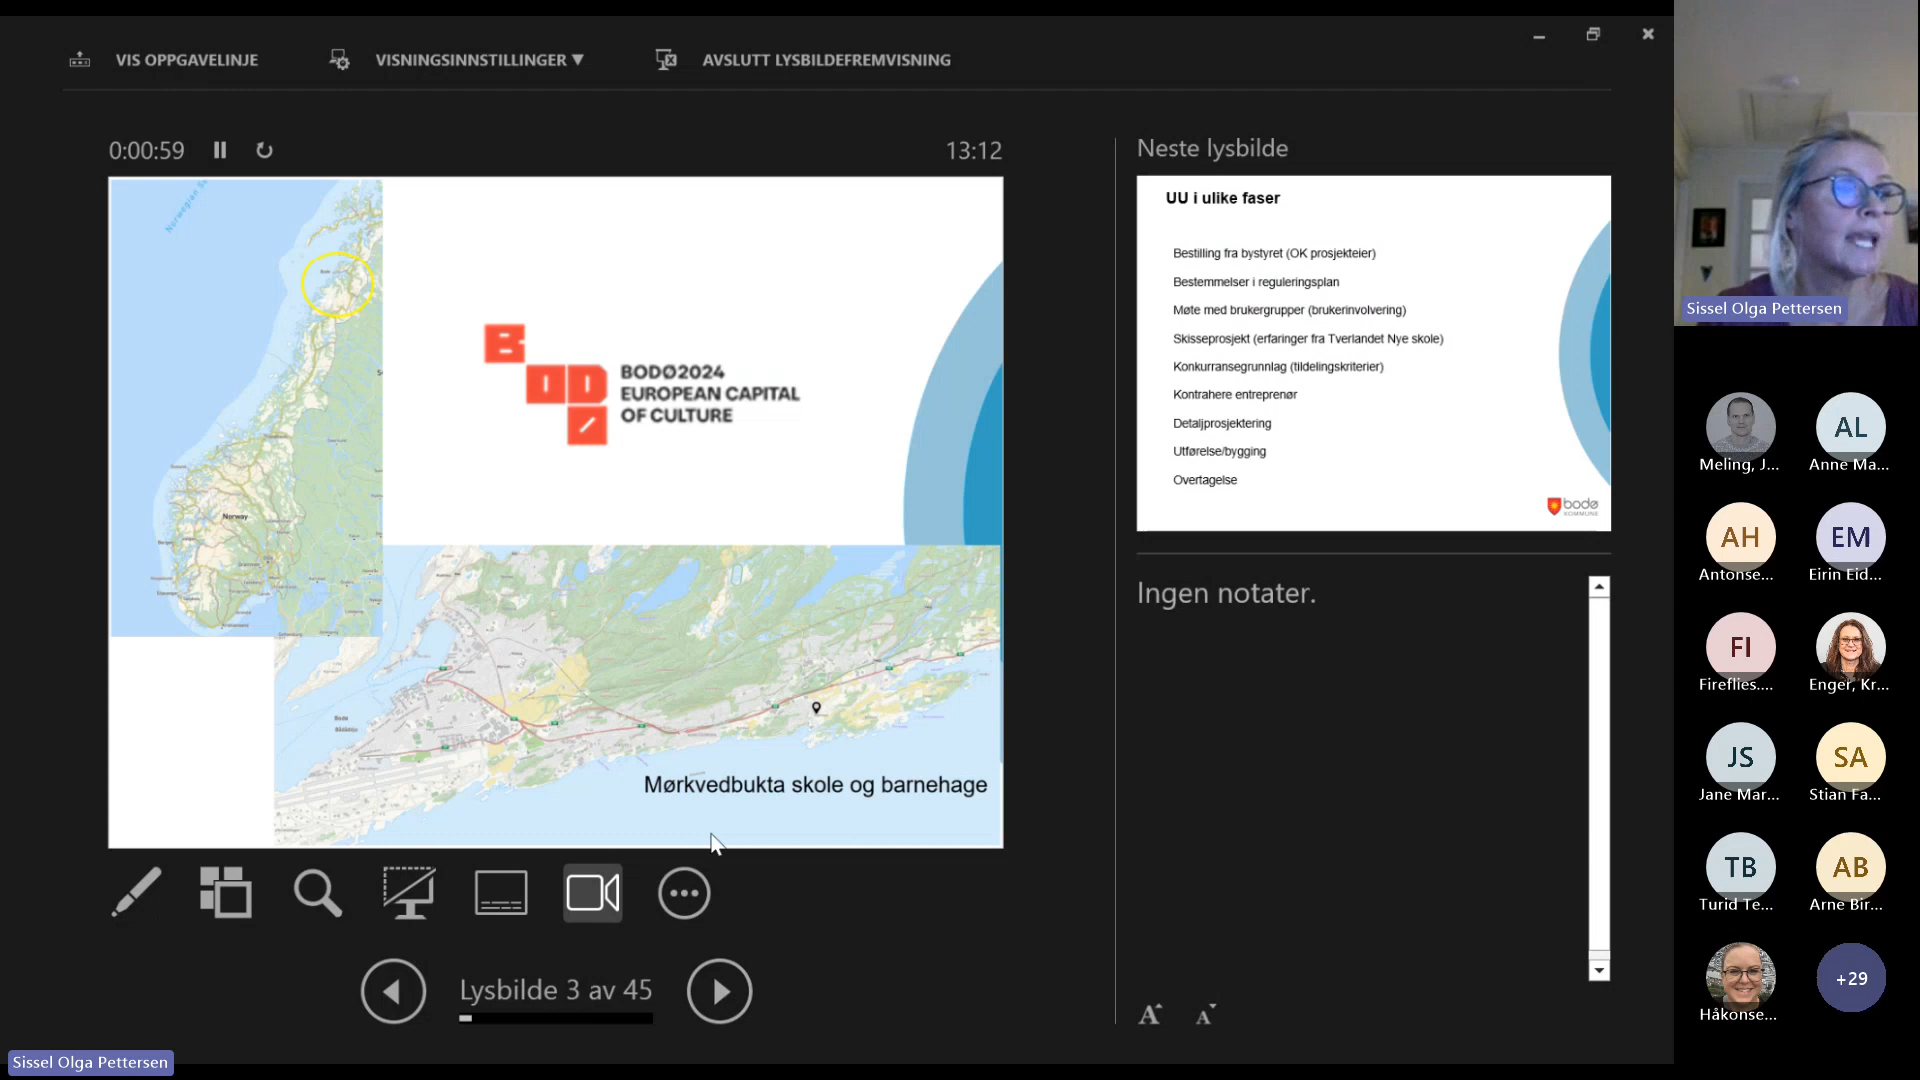 VIS OPPGAVELINJE
VISNINGSINNSTILLINGER ▼
AVSLUTT LYSBILDEFREMVISNING
0:00:59
13:12
Norway
BODØ
BODØ2024
EUROPEAN CAPITAL
OF CULTURE
Mørkvedbukta skole og barnehage
Lysbilde 3 av 45
Neste lysbilde
UU i ulike faser
Bestilling fra bystyret (OK prosjekteier)
Bestemmelser i reguleringsplan
Møte med brukergrupper (brukerinvolvering)
Skisseprosjekt (erfaringer fra Tverlandet Nye skole)
Konkurransegrunnlag (tildelingskriterier)
Kontrahere entreprenør
Detaljprosjektering
Utførelse/bygging
Overtagelse
bodø
KOMMUNE
Ingen notater.
A A
Sissel Olga Pettersen
Meling, J...
AL
Anne Ma...
AH
Antonse...
EM
Eirin Eid...
FI
Fireflies....
Enger, Kr...
JS
Jane Mar...
SA
Stian Fa...
TB
Turid Te...
AB
Arne Bir...
Håkonse...
+29
Sissel Olga Pettersen